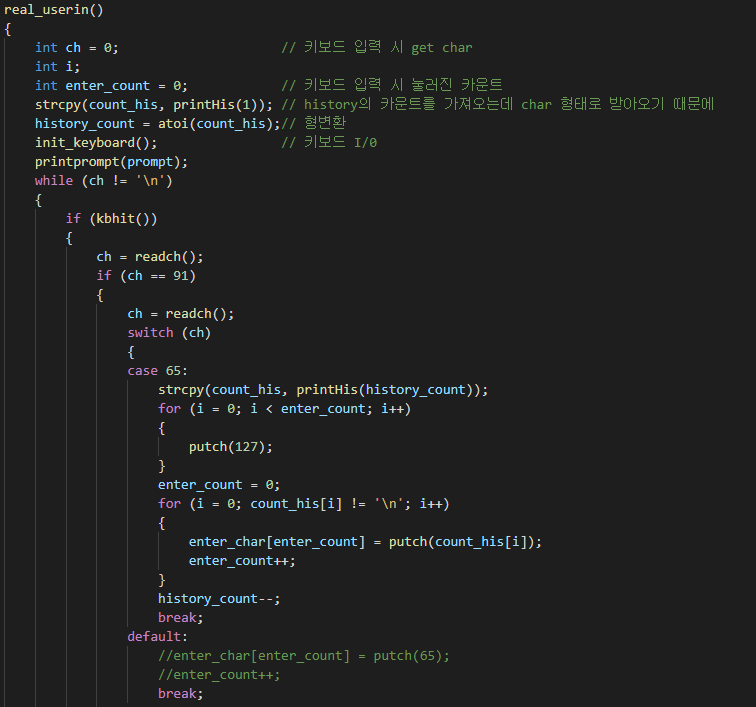 real_userin()
{
    int ch = 0;                     // 키보드 입력 시 get char
    int i;
    int enter_count = 0;            // 키보드 입력 시 눌러진 카운트
    strcpy(count_his, printHis(1)); // history의 카운트를 가져오는데 char 형태로 받아오기 때문에
    history_count = atoi(count_his);// 형변환
    init_keyboard();                // 키보드 I/0
    printprompt(prompt);
    while (ch != '\n')
    {
        if (kbhit())
        {
            ch = readch();
            if (ch == 91)
            {
                ch = readch();
                switch (ch)
                {
                case 65:
                    strcpy(count_his, printHis(history_count));
                    for (i = 0; i < enter_count; i++)
                    {
                        putch(127);
                    }
                    enter_count = 0;
                    for (i = 0; count_his[i] != '\n'; i++)
                    {
                        enter_char[enter_count] = putch(count_his[i]);
                        enter_count++;
                    }
                    history_count--;
                    break;
                default:
                    //enter_char[enter_count] = putch(65);
                    //enter_count++;
                    break;